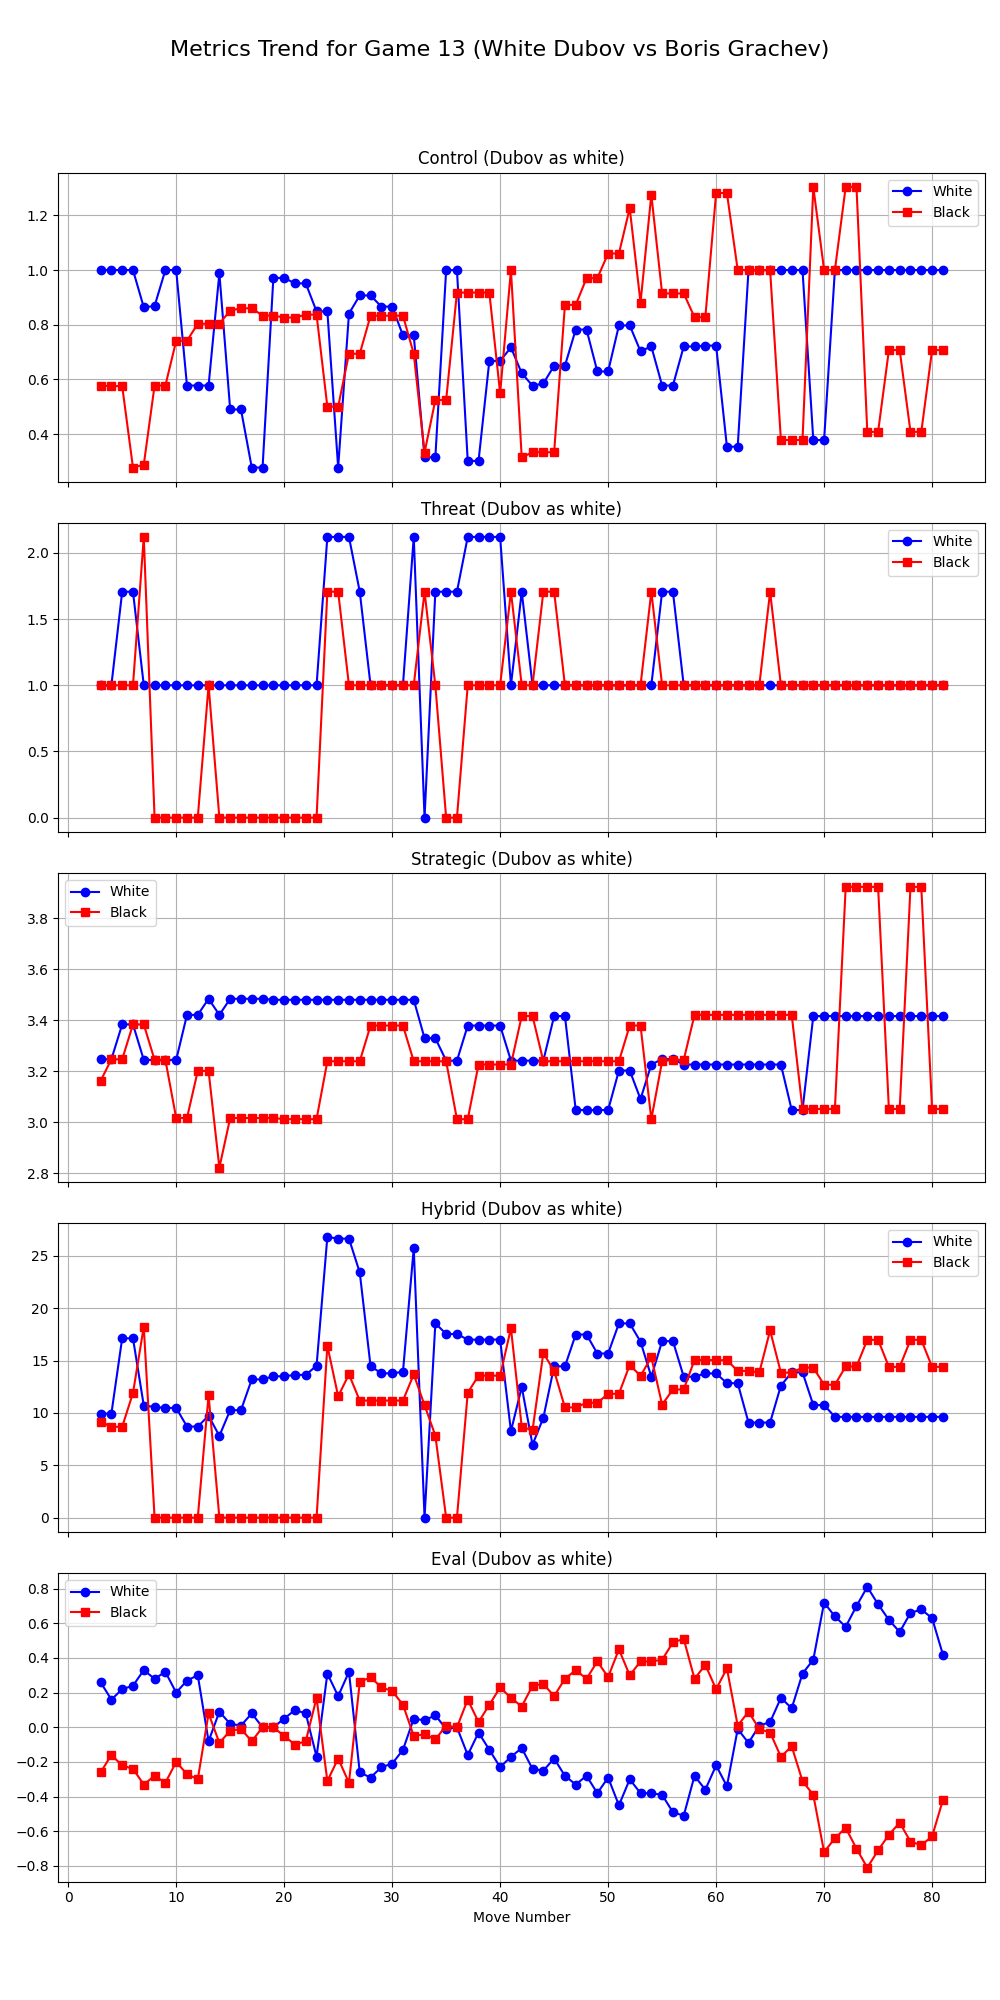 Metrics Trend for Game 13 (White Dubov vs Boris Grachev)
Control (Dubov as white)
White
Black
1.2
1.0
0.8
0.6
0.4
Threat (Dubov as white)
White
Black
2.0
1.5
1.0
0.5
0.0
Strategic (Dubov as white)
White
Black
3.8
3.6
3.4
3.2
3.0
2.8
Hybrid (Dubov as white)
White
Black
25
20
15
10
5
0
Eval (Dubov as white)
White
Black
0.8
0.6
0.4
0.2
0.0
−0.2
−0.4
−0.6
−0.8
0 10 20 30 40 50 60 70 80
Move Number